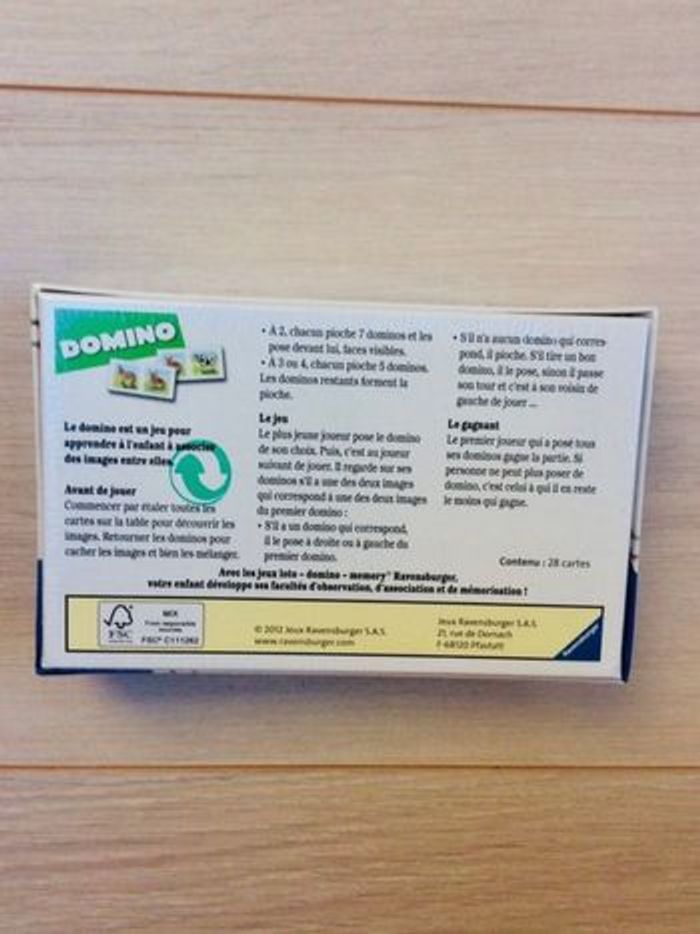 DOMINO
Le domino est un jeu pour
apprendre à l'enfant à associer
des images entre elles.
Avant de jouer
Commencer par étaler toutes les
cartes sur la table pour découvrir les
images. Retourner les dominos pour
cacher les images et bien les mélanger.
• À 2, chacun pioche 7 dominos et les
pose devant lui, faces visibles.
• À 3 ou 4, chacun pioche 5 dominos.
Les dominos restants forment la
pioche.
Le jeu
Le plus jeune joueur pose le domino
de son choix. Puis, c'est au joueur
suivant de jouer. Il regarde sur ses
dominos s'il a une des deux images
qui correspond à une des deux images
du premier domino :
• S'il a un domino qui correspond,
il le pose à droite ou à gauche du
premier domino.
• S'il n'a aucun domino qui corres-
pond, il pioche. S'il tire un bon
domino, il le pose, sinon il passe
son tour et c'est à son voisin de
gauche de jouer ...
Le gagnant
Le premier joueur qui a posé tous
ses dominos gagne la partie. Si
personne ne peut plus poser de
domino, c'est celui à qui il en reste
le moins qui gagne.
Contenu : 28 cartes
Avec les jeux loto – domino – memory® Ravensburger,
votre enfant développe ses facultés d'observation, d'association et de mémorisation !
FSC
MIX
From responsible
sources
FSC® C111262
© 2012 Jeux Ravensburger S.A.S.
www.ravensburger.com
Jeux Ravensburger S.A.S.
21, rue de Dornach
F-68120 Pfastatt
Ravensburger